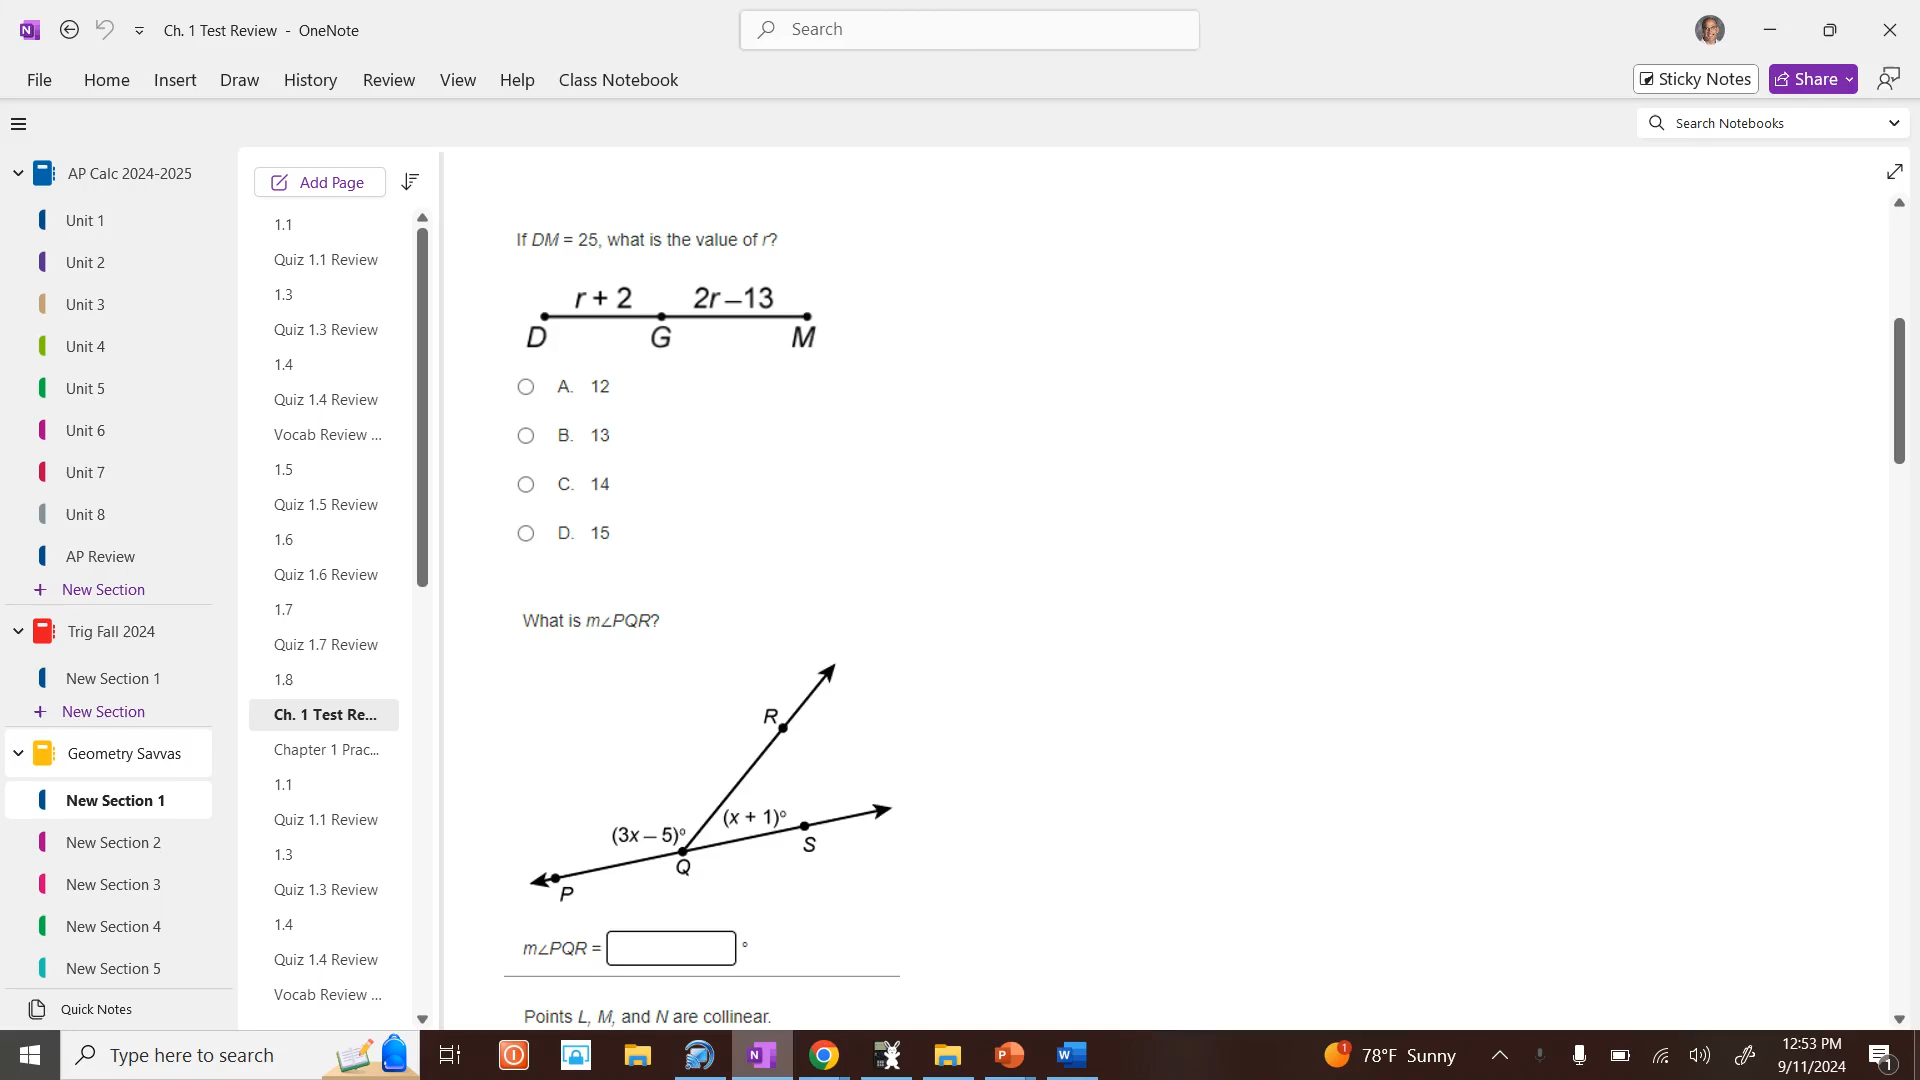 Ch. 1 Test Review - OneNote
Search
File Home Insert Draw History Review View Help Class Notebook
Sticky Notes
Share
Search Notebooks
AP Calc 2024-2025
Unit 1
Unit 2
Unit 3
Unit 4
Unit 5
Unit 6
Unit 7
Unit 8
AP Review
+ New Section
Trig Fall 2024
New Section 1
+ New Section
Geometry Savvas
New Section 1
New Section 2
New Section 3
New Section 4
New Section 5
Quick Notes
Add Page
1.1
Quiz 1.1 Review
1.3
Quiz 1.3 Review
1.4
Quiz 1.4 Review
Vocab Review ...
1.5
Quiz 1.5 Review
1.6
Quiz 1.6 Review
1.7
Quiz 1.7 Review
1.8
Ch. 1 Test Re...
Chapter 1 Prac...
1.1
Quiz 1.1 Review
1.3
Quiz 1.3 Review
1.4
Quiz 1.4 Review
Vocab Review ...
If DM = 25, what is the value of r?
r + 2 2r – 13
D G M
A. 12
B. 13
C. 14
D. 15
What is m∠PQR?
R
(x + 1)°
(3x – 5)°
S
Q
P
m∠PQR = °
Points L, M, and N are collinear.
Type here to search
78°F Sunny
12:53 PM
9/11/2024
1